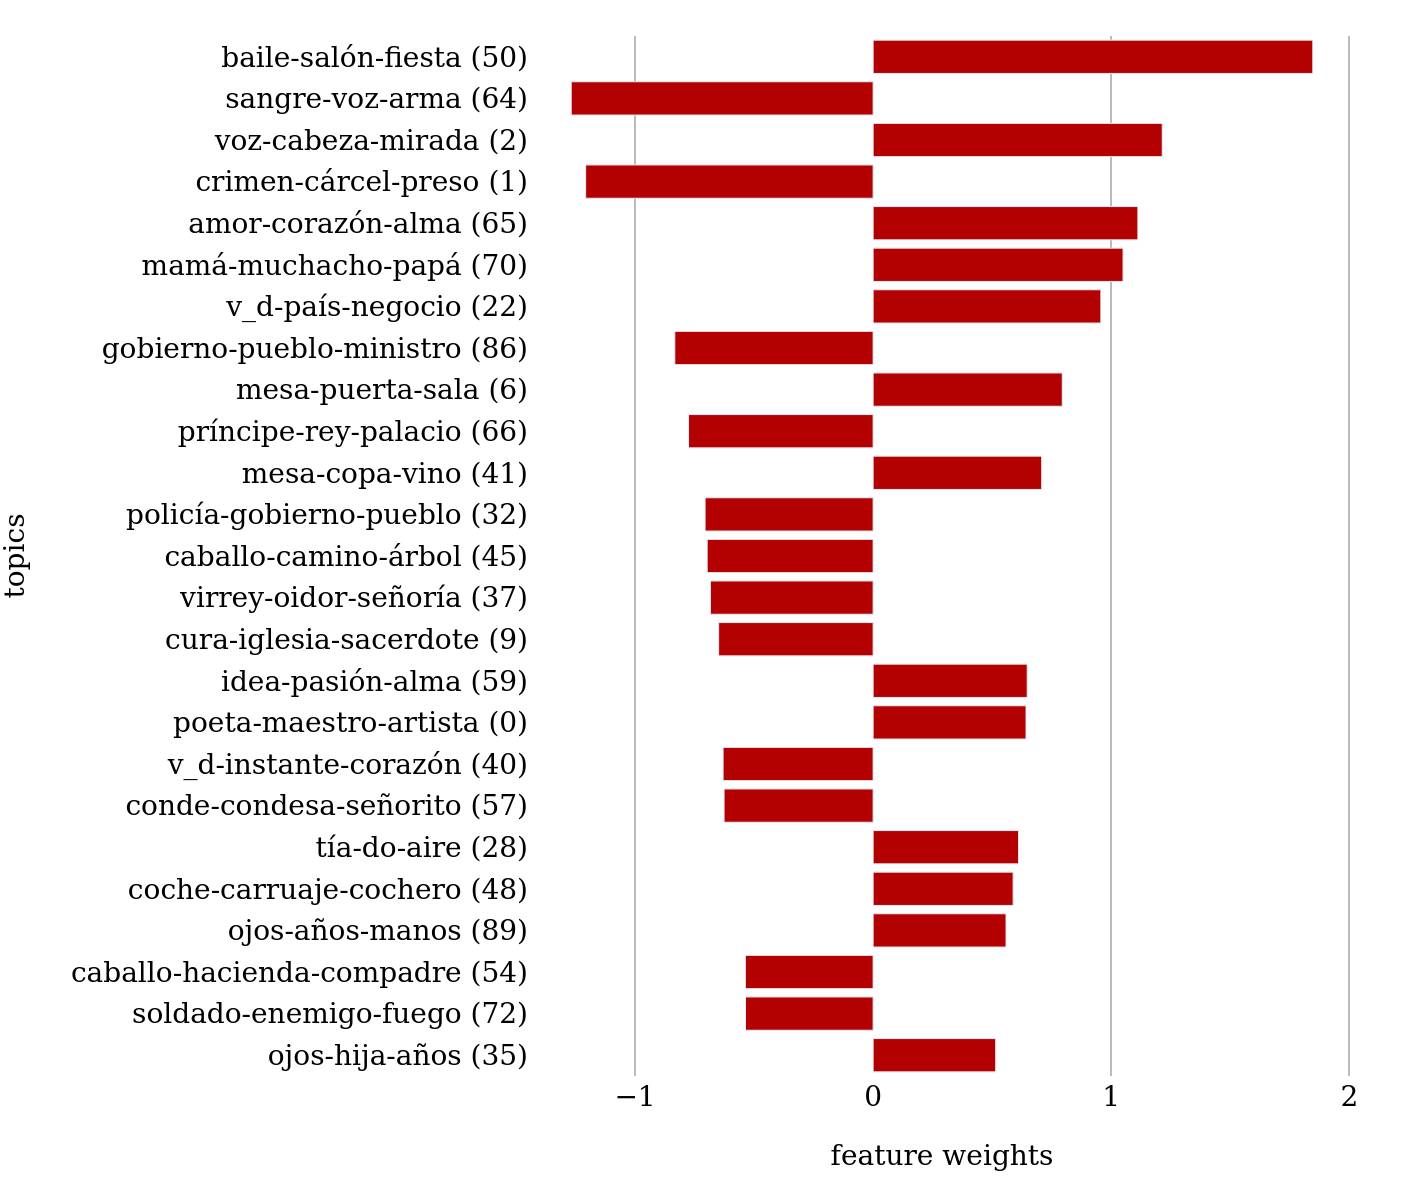 baile-salón-fiesta (50)
sangre-voz-arma (64)
voz-cabeza-mirada (2)
crimen-cárcel-preso (1)
amor-corazón-alma (65)
mamá-muchacho-papá (70)
v_d-país-negocio (22)
gobierno-pueblo-ministro (86)
mesa-puerta-sala (6)
príncipe-rey-palacio (66)
mesa-copa-vino (41)
policía-gobierno-pueblo (32)
caballo-camino-árbol (45)
virrey-oidor-señoría (37)
cura-iglesia-sacerdote (9)
idea-pasión-alma (59)
poeta-maestro-artista (0)
v_d-instante-corazón (40)
conde-condesa-señorito (57)
tía-do-aire (28)
coche-carruaje-cochero (48)
ojos-años-manos (89)
caballo-hacienda-compadre (54)
soldado-enemigo-fuego (72)
ojos-hija-años (35)
topics
−1 0 1 2
feature weights